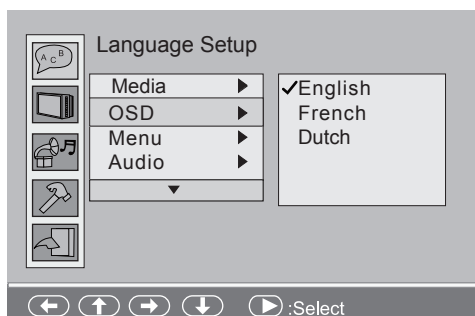 A C B
Language Setup
Media
OSD
Menu
Audio
✓English
French
Dutch
:Select